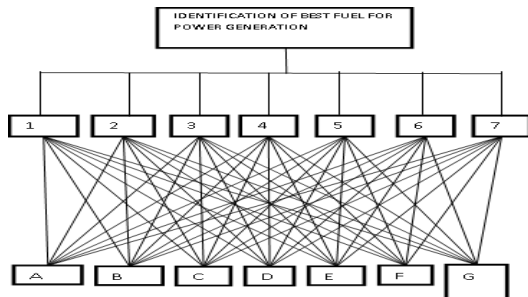 IDENTIFICATION OF BEST FUEL FOR
POWER GENERATION
1 2 3 4 5 6 7
A B C D E F G